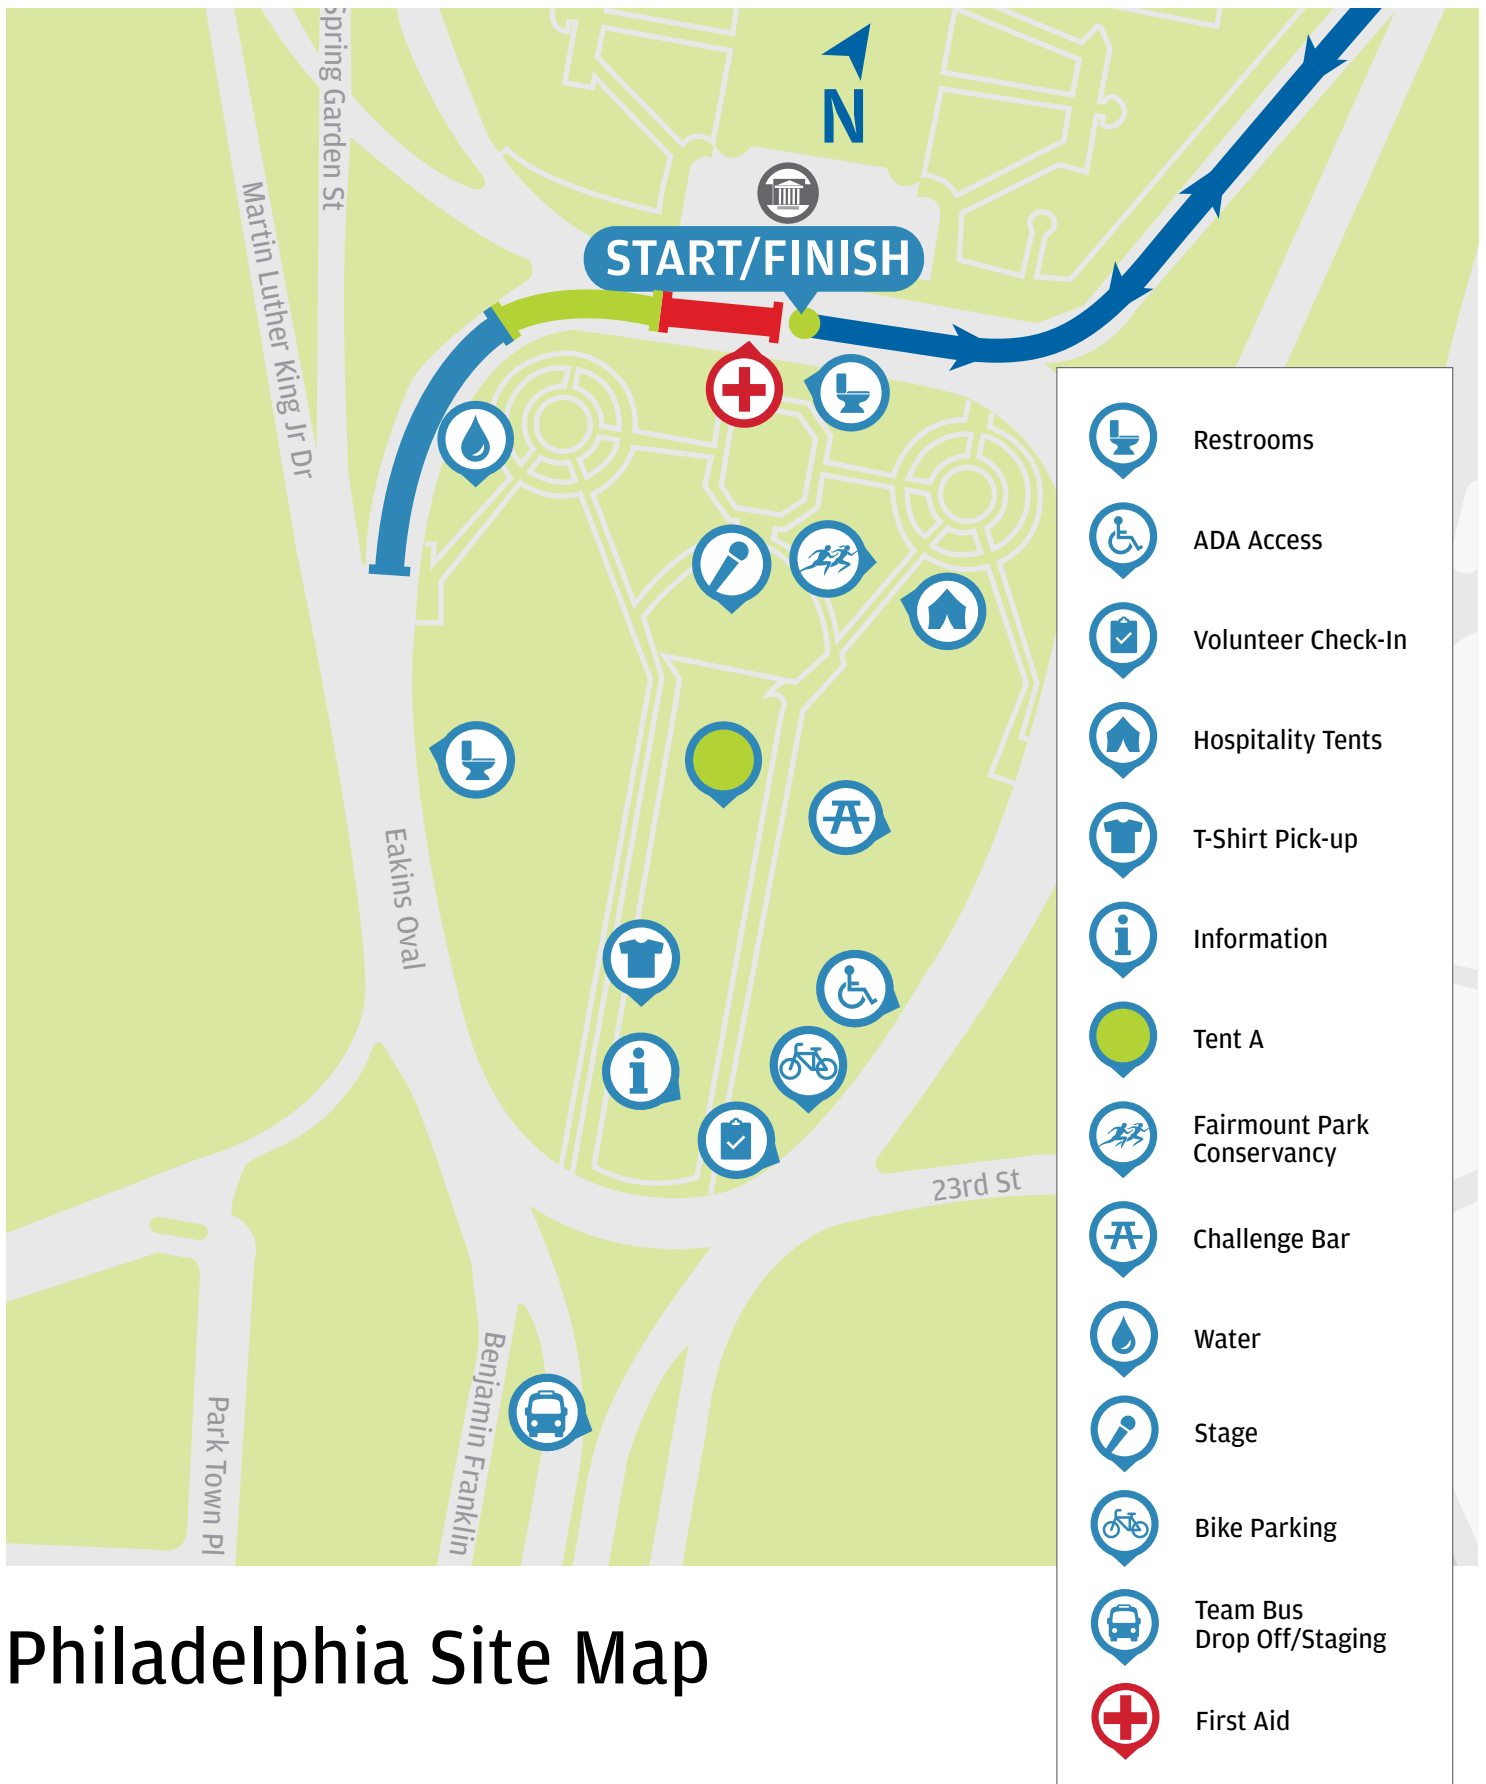 Spring Garden St
N
Martin Luther King Jr Dr
START/FINISH
Eakins Oval
23rd St
Benjamin Franklin
Park Town Pl
Restrooms
ADA Access
Volunteer Check-In
Hospitality Tents
T-Shirt Pick-up
Information
Tent A
Fairmount Park
Conservancy
Challenge Bar
Water
Stage
Bike Parking
Team Bus
Drop Off/Staging
First Aid
Philadelphia Site Map